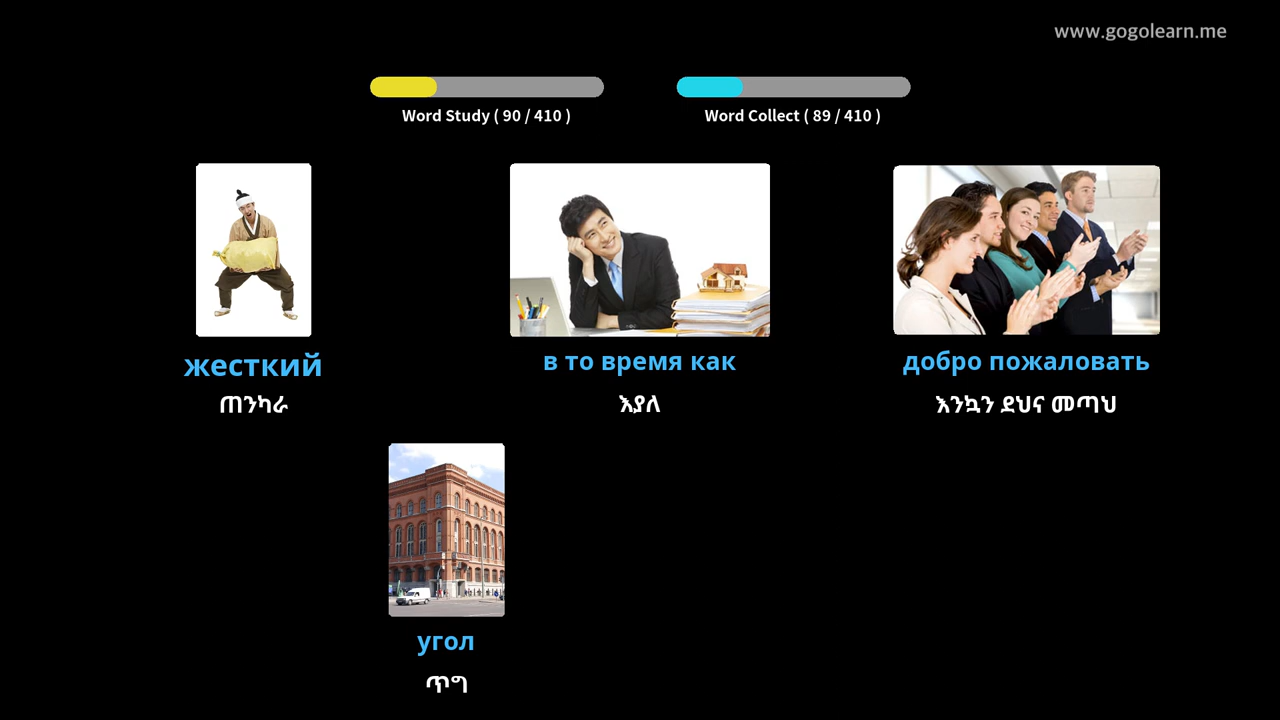 www.gogolearn.me
Word Study ( 90 / 410 )
Word Collect ( 89 / 410 )
жесткий
ጠንካራ
в то время как
እያለ
добро пожаловать
እንኳን ደህና መጣህ
угол
ጥግ